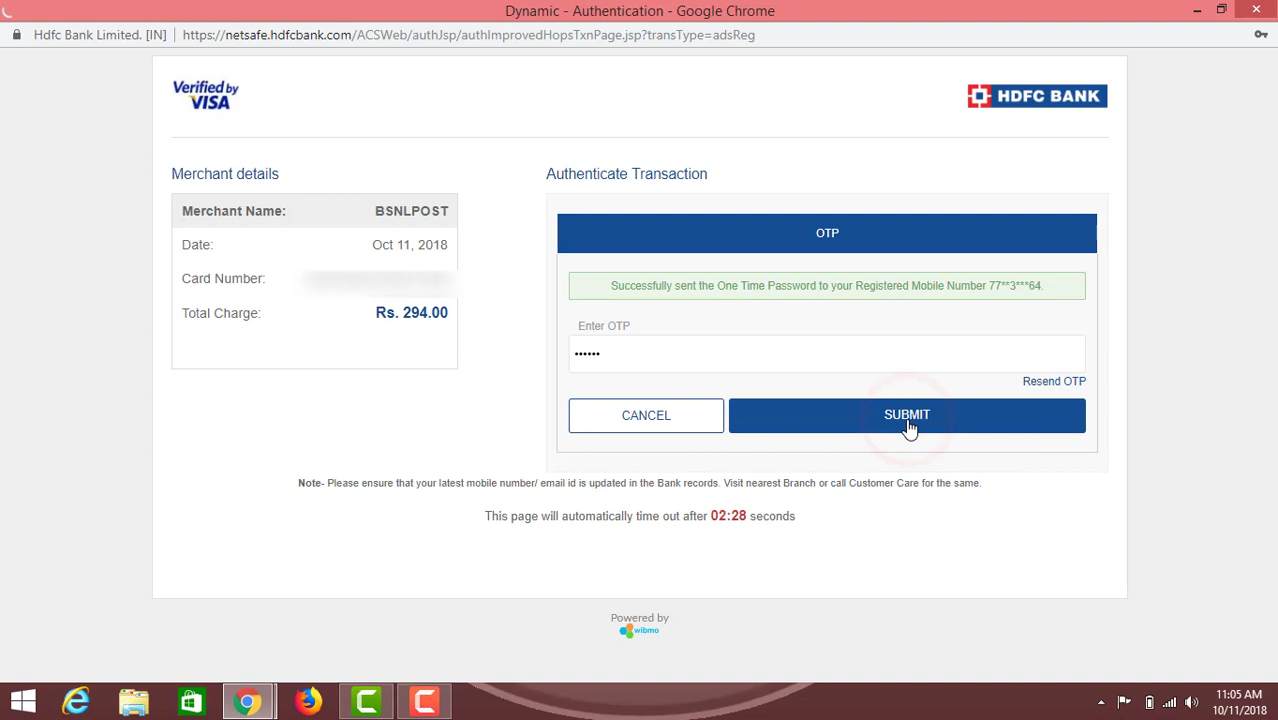 Dynamic - Authentication - Google Chrome
Hdfc Bank Limited. [IN] | https://netsafe.hdfcbank.com/ACSWeb/authJsp/authImprovedHopsTxnPage.jsp?transType=adsReg
Verified by
VISA
HDFC BANK
Merchant details
Merchant Name: BSNLPOST
Date: Oct 11, 2018
Card Number:
Total Charge: Rs. 294.00
Authenticate Transaction
OTP
Successfully sent the One Time Password to your Registered Mobile Number 77**3***64.
Enter OTP
••••••
Resend OTP
CANCEL
SUBMIT
Note- Please ensure that your latest mobile number/ email id is updated in the Bank records. Visit nearest Branch or call Customer Care for the same.
This page will automatically time out after 02:28 seconds
Powered by
wibmo
11:05 AM
10/11/2018